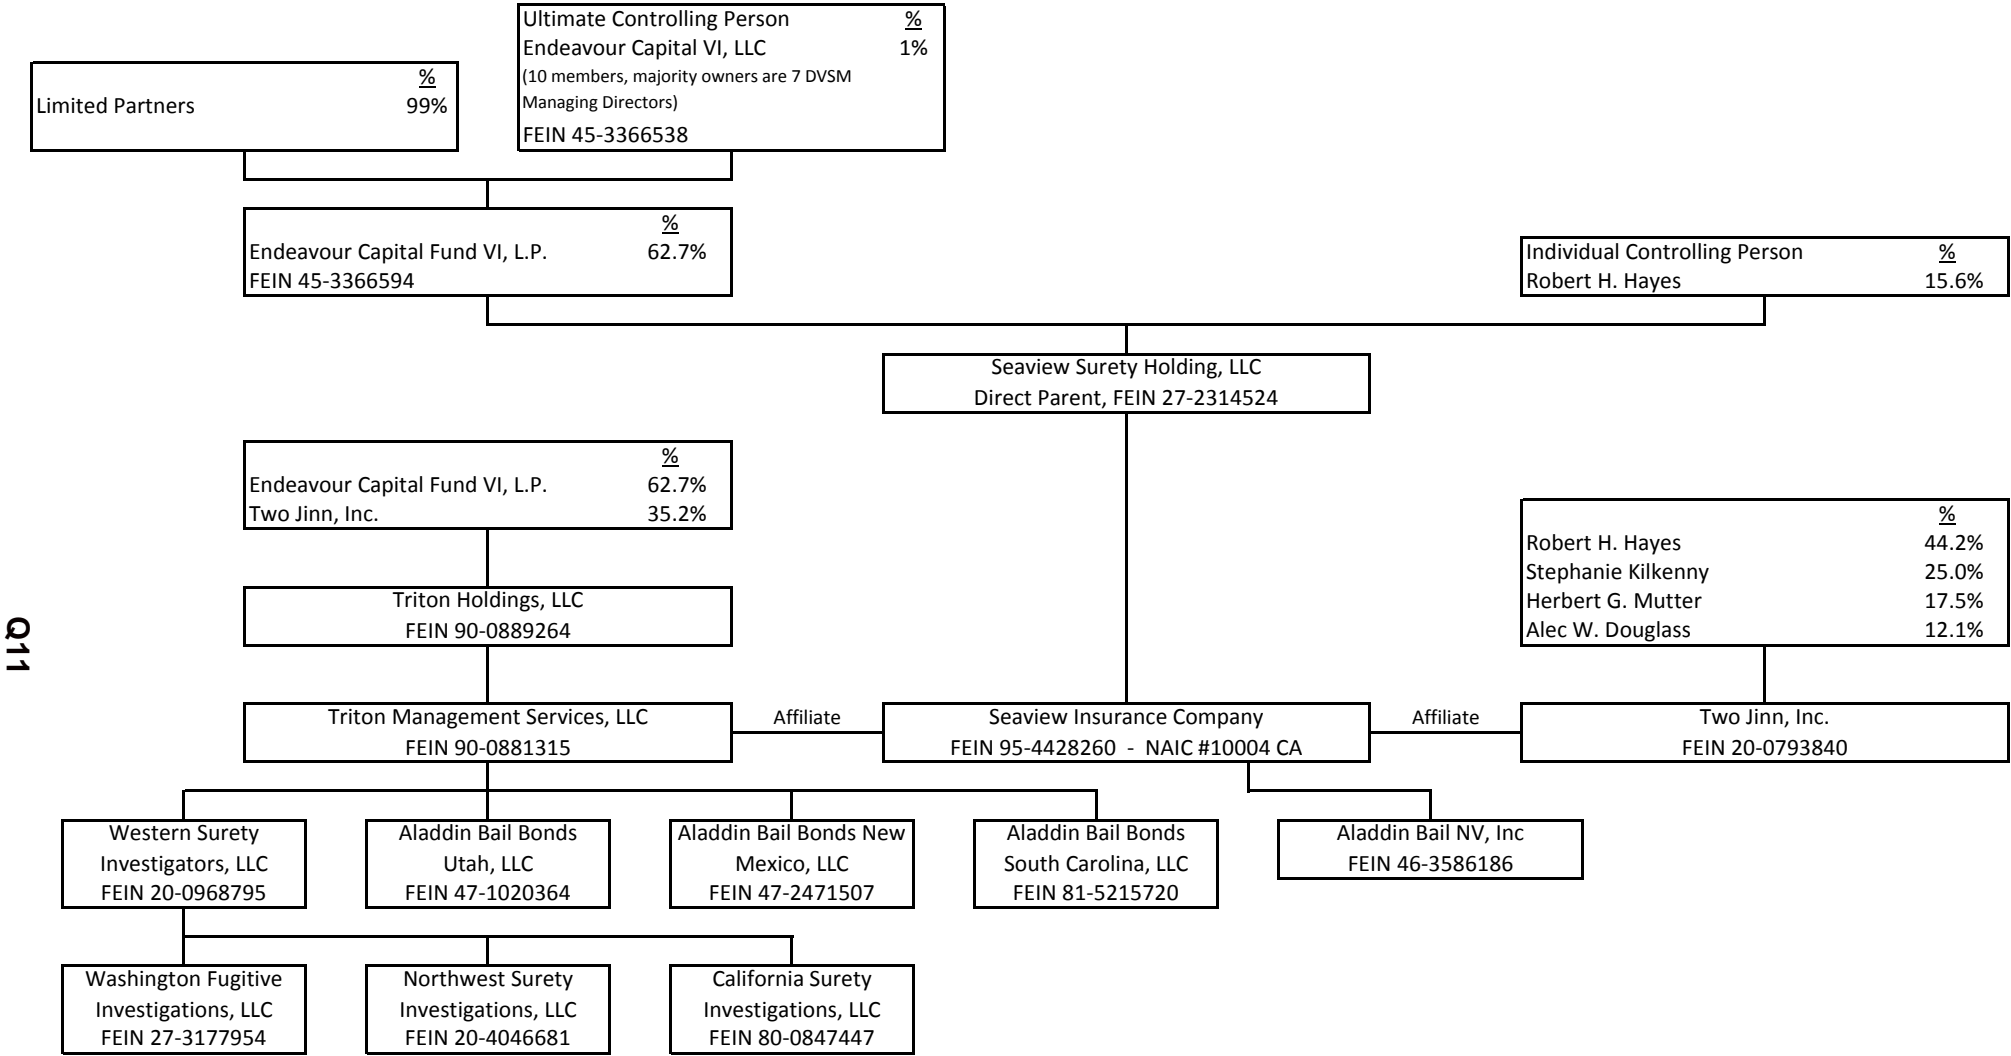 Ultimate Controlling Person %
Endeavour Capital VI, LLC 1%
(10 members, majority owners are 7 DVSM
Managing Directors)
FEIN 45-3366538
%
Limited Partners 99%
%
Endeavour Capital Fund VI, L.P. 62.7%
FEIN 45-3366594
Individual Controlling Person %
Robert H. Hayes 15.6%
Seaview Surety Holding, LLC
Direct Parent, FEIN 27-2314524
%
Endeavour Capital Fund VI, L.P. 62.7%
Two Jinn, Inc. 35.2%
%
Robert H. Hayes 44.2%
Stephanie Kilkenny 25.0%
Herbert G. Mutter 17.5%
Alec W. Douglass 12.1%
Triton Holdings, LLC
FEIN 90-0889264
Q11
Triton Management Services, LLC
FEIN 90-0881315
Affiliate
Seaview Insurance Company
FEIN 95-4428260 - NAIC #10004 CA
Affiliate
Two Jinn, Inc.
FEIN 20-0793840
Western Surety
Investigators, LLC
FEIN 20-0968795
Aladdin Bail Bonds
Utah, LLC
FEIN 47-1020364
Aladdin Bail Bonds New
Mexico, LLC
FEIN 47-2471507
Aladdin Bail Bonds
South Carolina, LLC
FEIN 81-5215720
Aladdin Bail NV, Inc
FEIN 46-3586186
Washington Fugitive
Investigations, LLC
FEIN 27-3177954
Northwest Surety
Investigations, LLC
FEIN 20-4046681
California Surety
Investigations, LLC
FEIN 80-0847447